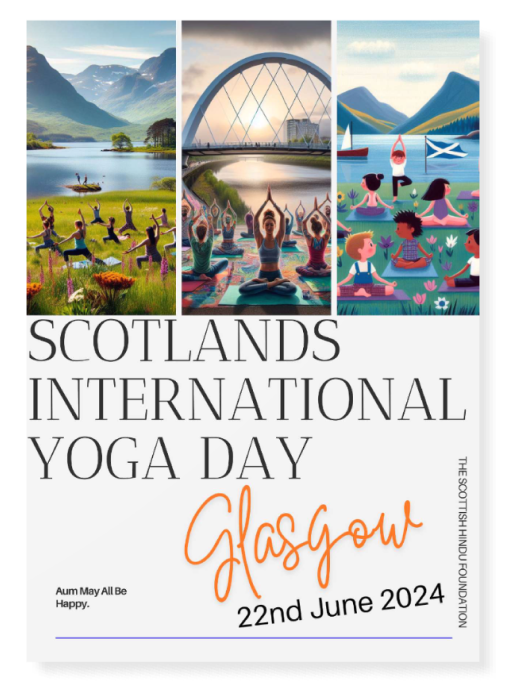 SCOTLANDS
INTERNATIONAL
YOGA DAY
Glasgow
22nd June 2024
Aum May All Be
Happy.
THE SCOTTISH HINDU FOUNDATION